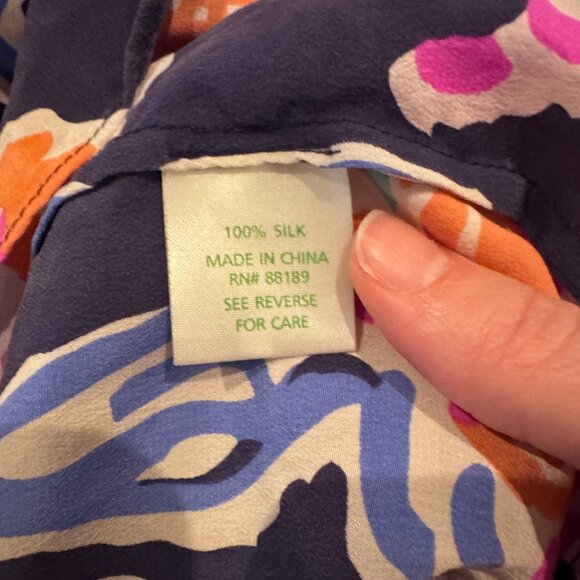 100% SILK
MADE IN CHINA
RN# 88189
SEE REVERSE
FOR CARE